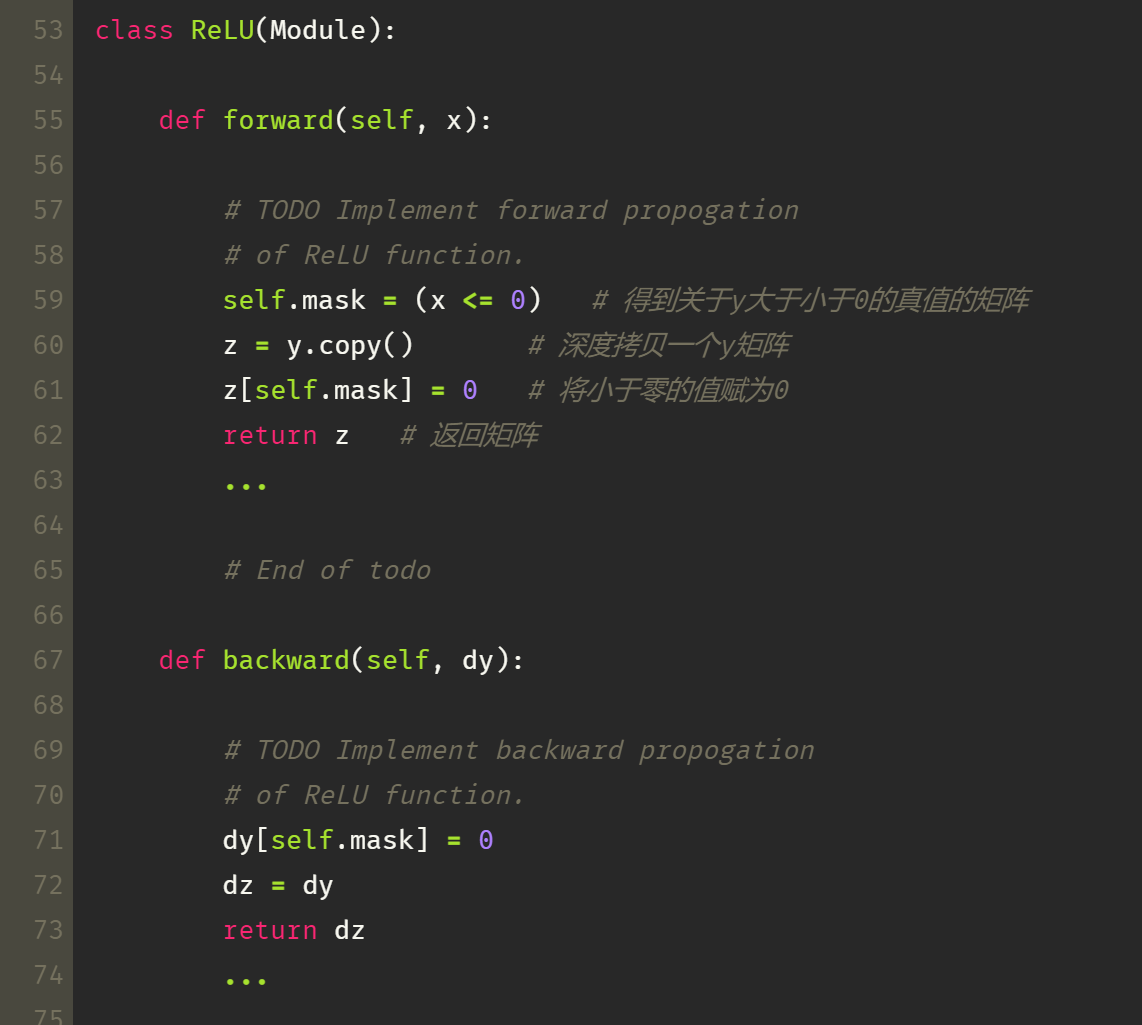 53 class ReLU(Module):
54
55     def forward(self, x):
56
57         # TODO Implement forward propogation
58         # of ReLU function.
59         self.mask = (x <= 0)   # 得到关于y大于小于0的真值的矩阵
60         z = y.copy()       # 深度拷贝一个y矩阵
61         z[self.mask] = 0   # 将小于零的值赋为0
62         return z   # 返回矩阵
63         ...
64
65         # End of todo
66
67     def backward(self, dy):
68
69         # TODO Implement backward propogation
70         # of ReLU function.
71         dy[self.mask] = 0
72         dz = dy
73         return dz
74         ...
75